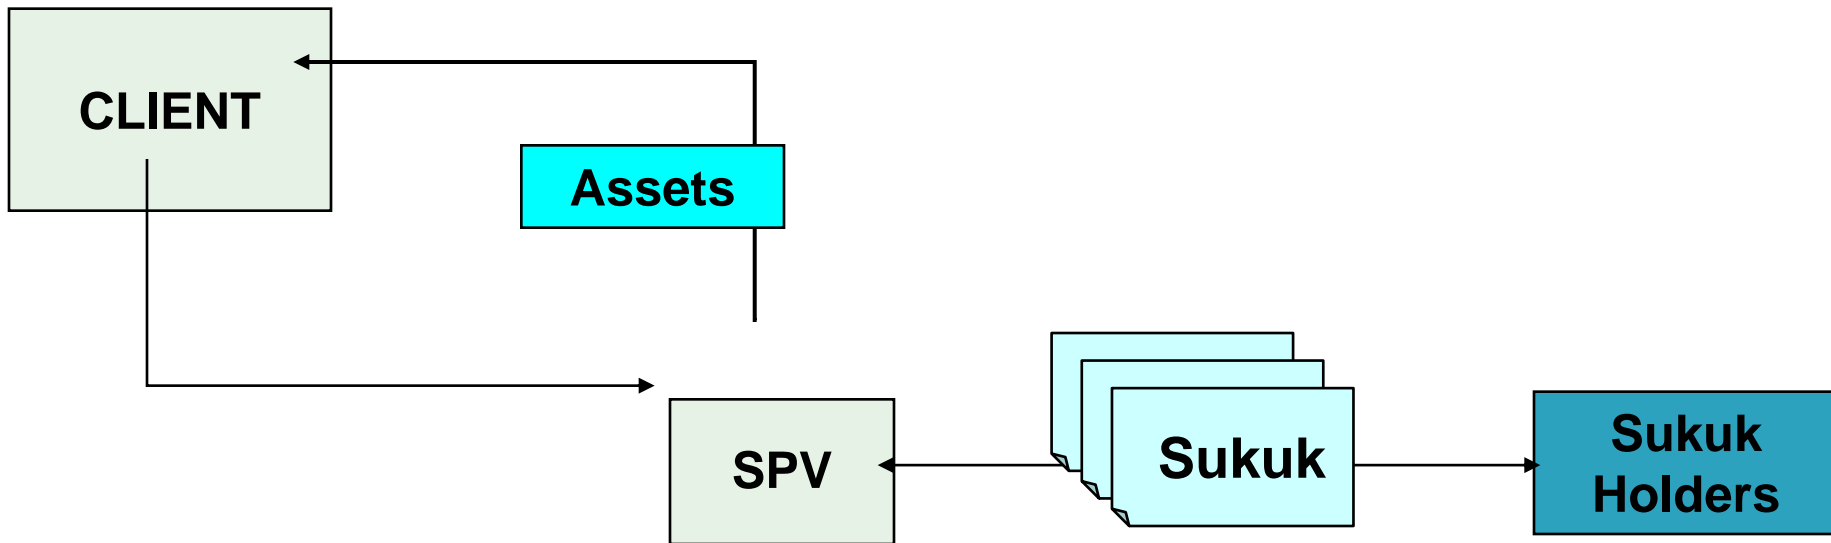 CLIENT
Assets
SPV
Sukuk
Sukuk
Holders